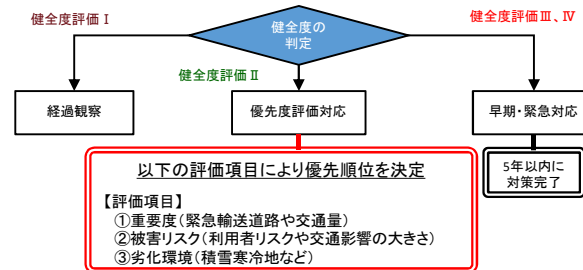 健全度評価Ⅰ
健全度の
判定
健全度評価Ⅲ、Ⅳ
健全度評価Ⅱ
経過観察
優先度評価対応
早期・緊急対応
以下の評価項目により優先順位を決定
【評価項目】
①重要度(緊急輸送道路や交通量)
②被害リスク(利用者リスクや交通影響の大きさ)
③劣化環境(積雪寒冷地など)
5年以内に
対策完了